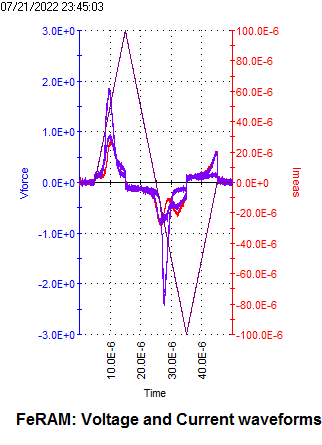 07/21/2022 23:45:03
3.0E+0
2.0E+0
1.0E+0
0.0E+0
-1.0E+0
-2.0E+0
-3.0E+0
Vforce
100.0E-6
80.0E-6
60.0E-6
40.0E-6
20.0E-6
0.0E+0
-20.0E-6
-40.0E-6
-60.0E-6
-80.0E-6
-100.0E-6
Imeas
10.0E-6
20.0E-6
30.0E-6
40.0E-6
Time
FeRAM: Voltage and Current waveforms